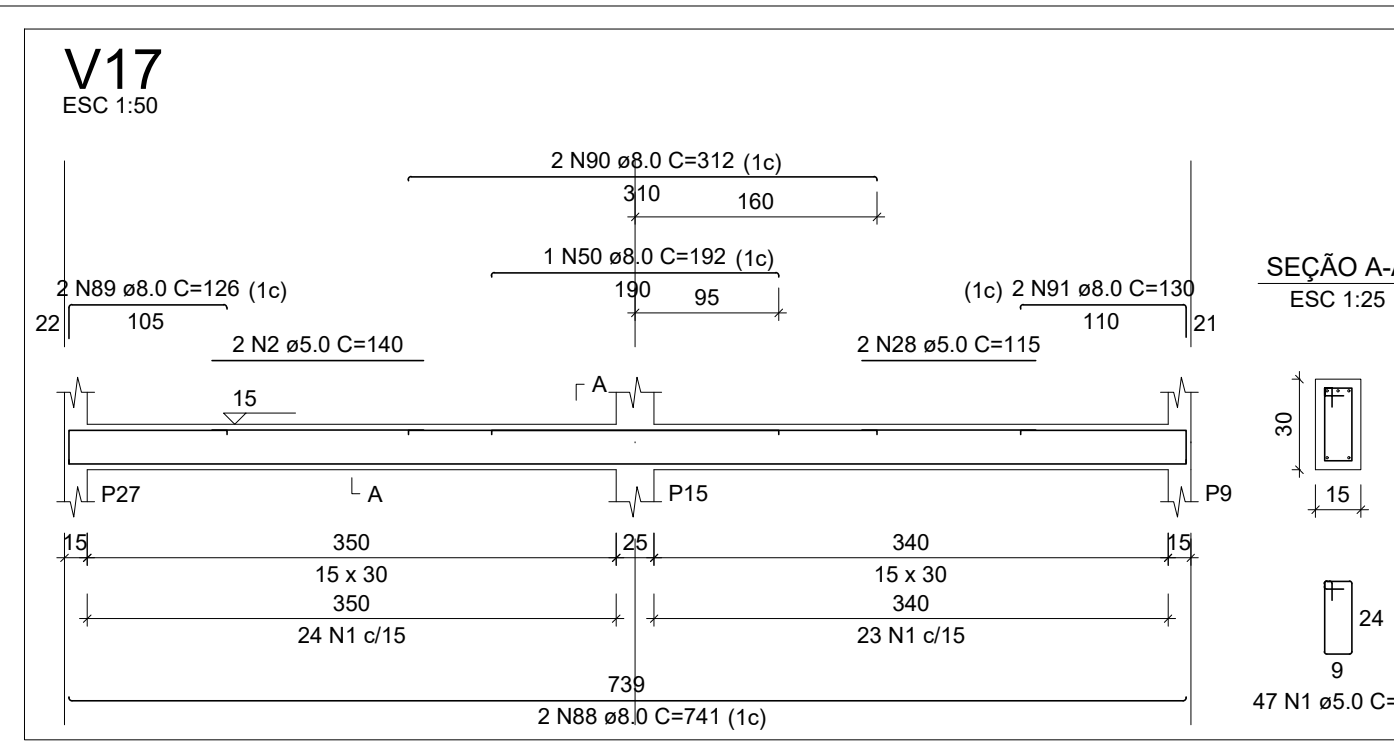 V17
ESC 1:50
2 N90 ø8.0 C=312 (1c)
310
160
1 N50 ø8.0 C=192 (1c)
190
95
2 N89 ø8.0 C=126 (1c)
22
105
(1c) 2 N91 ø8.0 C=130
110
21
2 N2 ø5.0 C=140
2 N28 ø5.0 C=115
SEÇÃO A-A
ESC 1:25
A
15
30
15
A
P27
P15
P9
15
350
25
340
15
15 x 30
15 x 30
350
340
24 N1 c/15
23 N1 c/15
24
9
47 N1 ø5.0 C=
739
2 N88 ø8.0 C=741 (1c)